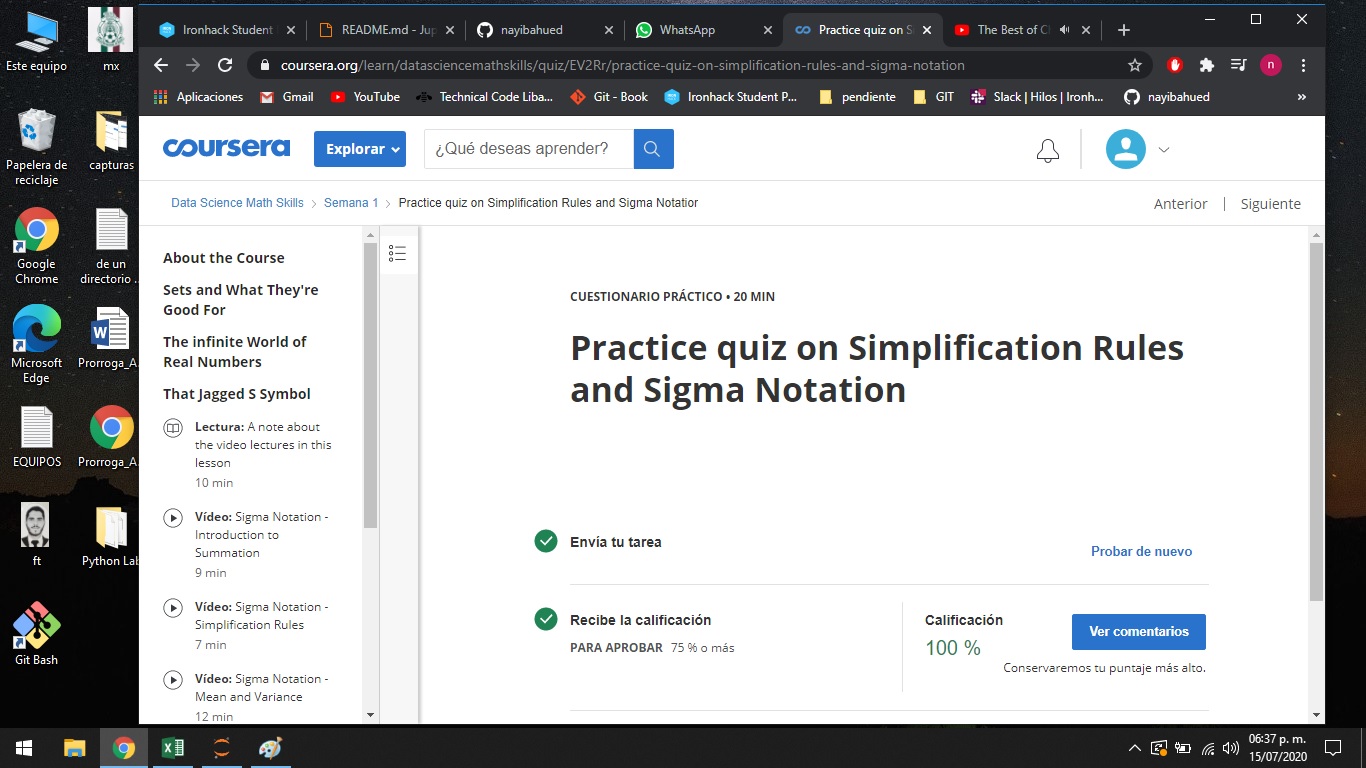 Este equipo
mx
Papelera de
reciclaje
capturas
Google
Chrome
de un
directorio ...
Microsoft
Edge
Prorroga_A...
EQUIPOS
Prorroga_A...
ft
Python Lab
Git Bash
Ironhack Student
README.md - Jup
nayibahued
WhatsApp
Practice quiz on S
The Best of C
coursera.org/learn/datasciencemathskills/quiz/EV2Rr/practice-quiz-on-simplification-rules-and-sigma-notation
n
Aplicaciones
Gmail
YouTube
Technical Code Liba...
Git - Book
Ironhack Student P...
pendiente
GIT
Slack | Hilos | Ironh...
nayibahued
»
coursera
Explorar
¿Qué deseas aprender?
Data Science Math Skills > Semana 1 > Practice quiz on Simplification Rules and Sigma Notatior
Anterior | Siguiente
About the Course
Sets and What They're
Good For
The infinite World of
Real Numbers
That Jagged S Symbol
Lectura: A note about
the video lectures in this
lesson
10 min
Vídeo: Sigma Notation -
Introduction to
Summation
9 min
Vídeo: Sigma Notation -
Simplification Rules
7 min
Vídeo: Sigma Notation -
Mean and Variance
12 min
CUESTIONARIO PRÁCTICO • 20 MIN
Practice quiz on Simplification Rules
and Sigma Notation
Envía tu tarea
Probar de nuevo
Recibe la calificación
PARA APROBAR 75 % o más
Calificación
100 %
Ver comentarios
Conservaremos tu puntaje más alto.
06:37 p. m.
15/07/2020